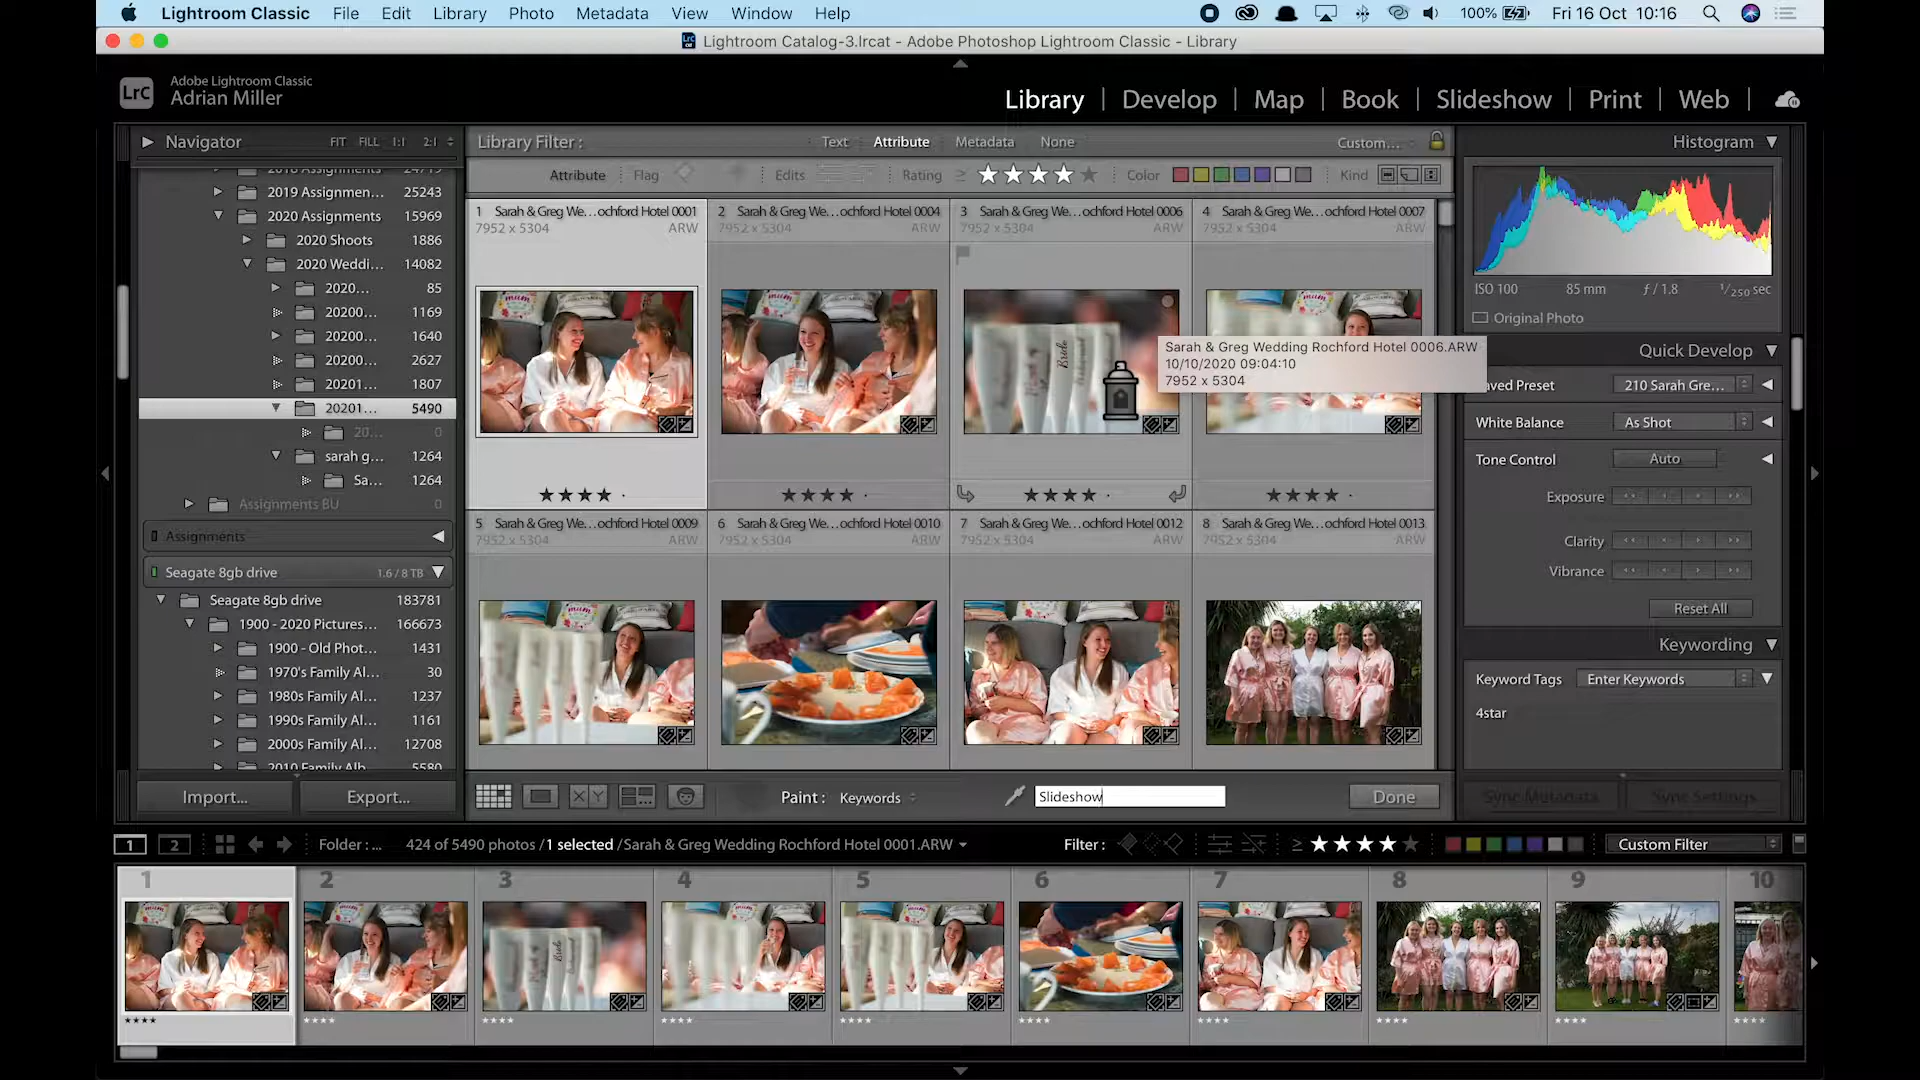 Lightroom Classic File Edit Library Photo Metadata View Window Help 100% Fri 16 Oct 10:16
Lightroom Catalog-3.lrcat - Adobe Photoshop Lightroom Classic - Library
LrC Adobe Lightroom Classic
Adrian Miller
Library | Develop | Map | Book | Slideshow | Print | Web |
Navigator FIT FILL 1:1 2:1
Library Filter : Text Attribute Metadata None Custom...
Histogram
Attribute Flag Edits Rating ≥ ★★★★★ Color Kind
2018 Assignments 24719
2019 Assignmen... 25243
2020 Assignments 15969
2020 Shoots 1886
2020 Weddi... 14082
2020... 85
20200... 1169
20200... 1640
20200... 2627
20201... 1807
20201... 5490
20... 0
sarah g... 1264
Sa... 1264
Assignments BU 0
Assignments
Seagate 8gb drive 1.6 / 8 TB
Seagate 8gb drive 183781
1900 - 2020 Pictures... 166673
1900 - Old Phot... 1431
1970's Family Al... 30
1980s Family Al... 1237
1990s Family Al... 1161
2000s Family Al... 12708
2010 Family Alb... 5580
Import... Export...
1 Sarah & Greg We...ochford Hotel 0001
7952 x 5304 ARW
2 Sarah & Greg We...ochford Hotel 0004
7952 x 5304 ARW
3 Sarah & Greg We...ochford Hotel 0006
7952 x 5304 ARW
4 Sarah & Greg We...ochford Hotel 0007
7952 x 5304 ARW
mum
Bride
Sarah & Greg Wedding Rochford Hotel 0006.ARW
10/10/2020 09:04:10
7952 x 5304
★★★★ ·
★★★★ ·
★★★★ ·
★★★★ ·
5 Sarah & Greg We...ochford Hotel 0009
7952 x 5304 ARW
6 Sarah & Greg We...ochford Hotel 0010
7952 x 5304 ARW
7 Sarah & Greg We...ochford Hotel 0012
7952 x 5304 ARW
8 Sarah & Greg We...ochford Hotel 0013
7952 x 5304 ARW
ISO 100 85 mm ƒ / 1.8 1/250 sec
Original Photo
Quick Develop
aved Preset 210 Sarah Gre...
White Balance As Shot
Tone Control Auto
Exposure
Clarity
Vibrance
Reset All
Keywording
Keyword Tags Enter Keywords
4star
Sync Metadata Sync Settings
X Y Paint : Keywords Slideshow Done
1 2 Folder : ... 424 of 5490 photos / 1 selected / Sarah & Greg Wedding Rochford Hotel 0001.ARW Filter : ≥ ★★★★★ Custom Filter
1 2 3 4 5 6 7 8 9 10
★★★★ ★★★★ ★★★★ ★★★★ ★★★★ ★★★★ ★★★★ ★★★★ ★★★★ ★★★★